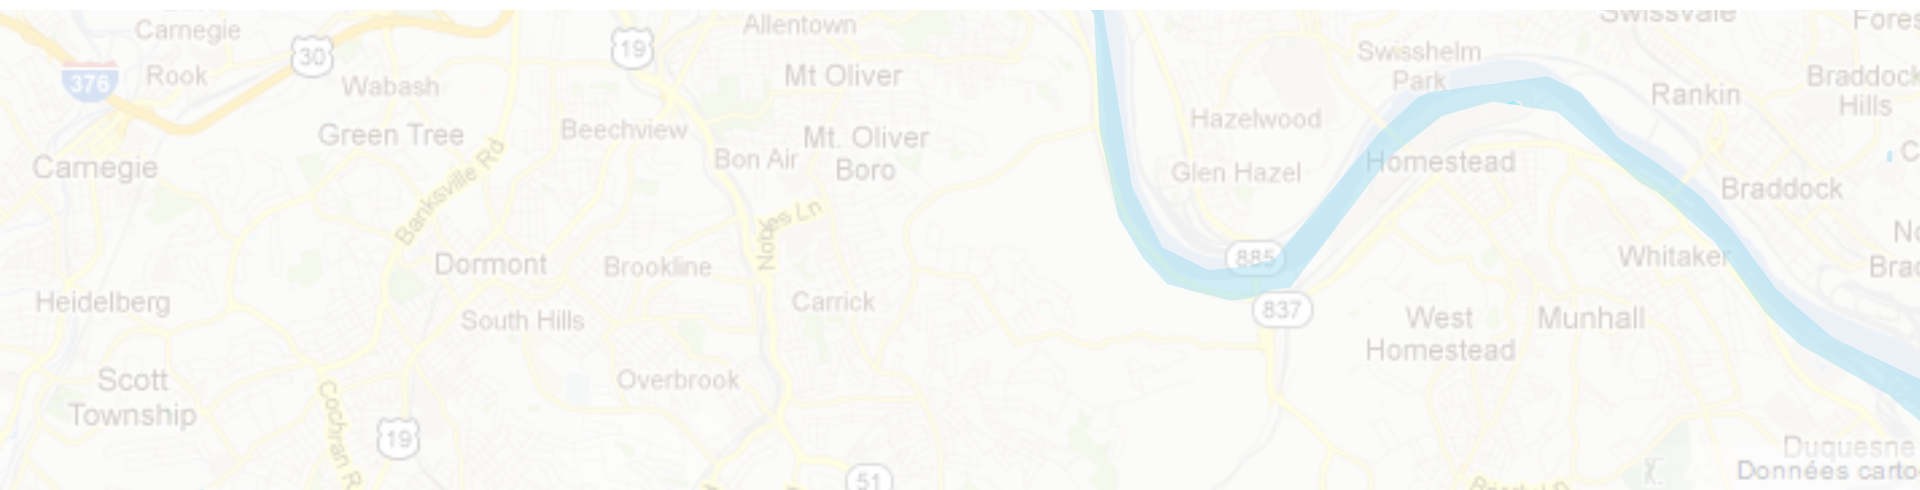 Carnegie
376
Rook
30
Wabash
19
Allentown
Mt Oliver
Green Tree
Beechview
Mt. Oliver
Boro
Bon Air
Carnegie
Banksville Rd
Dormont
Brookline
Heidelberg
South Hills
Carrick
Scott
Township
Cochran
19
Overbrook
51
Swissvale
Swisshelm
Park
Rankin
Braddock
Hills
Hazelwood
Glen Hazel
Homestead
Braddock
885
Whitaker
837
West
Homestead
Munhall
Duquesne
Données